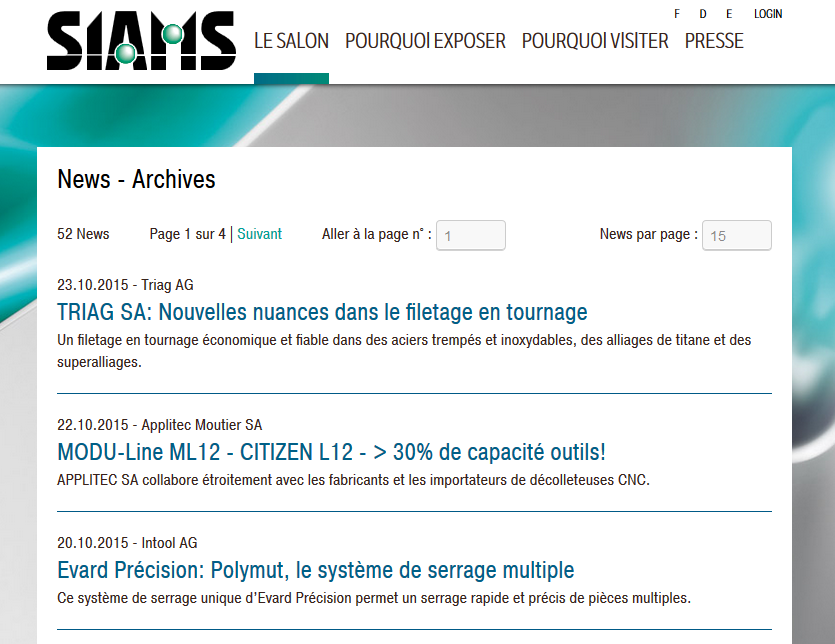 SIAMS
F D E LOGIN
LE SALON POURQUOI EXPOSER POURQUOI VISITER PRESSE
News - Archives
52 News Page 1 sur 4 | Suivant Aller à la page n° : 1 News par page : 15
23.10.2015 - Triag AG
TRIAG SA: Nouvelles nuances dans le filetage en tournage
Un filetage en tournage économique et fiable dans des aciers trempés et inoxydables, des alliages de titane et des
superalliages.
22.10.2015 - Applitec Moutier SA
MODU-Line ML12 - CITIZEN L12 - > 30% de capacité outils!
APPLITEC SA collabore étroitement avec les fabricants et les importateurs de décolleteuses CNC.
20.10.2015 - Intool AG
Evard Précision: Polymut, le système de serrage multiple
Ce système de serrage unique d'Evard Précision permet un serrage rapide et précis de pièces multiples.